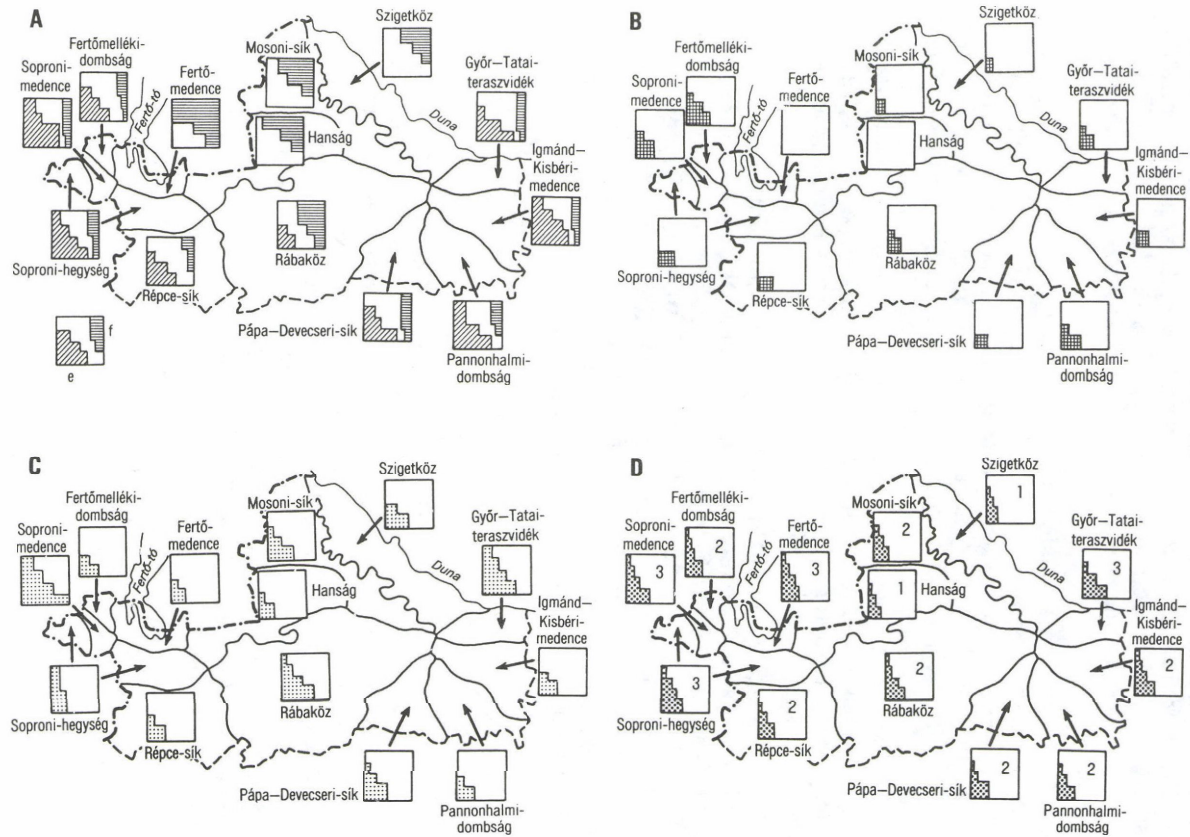 A
Szigetköz
Fertőmelléki-
dombság
Mosoni-sík
Soproni-
medence
Fertő-
medence
Győr—Tatai-
teraszvidék
Fertő-tó
Duna
Hanság
Igmánd—
Kisbéri-
medence
Rábaköz
Soproni-hegység
Répce-sík
f
e
Pápa—Devecseri-sík
Pannonhalmi-
dombság
B
Szigetköz
Fertőmelléki-
dombság
Mosoni-sík
Soproni-
medence
Fertő-
medence
Győr—Tatai-
teraszvidék
Fertő-tó
Duna
Hanság
Igmánd—
Kisbéri-
medence
Rábaköz
Soproni-hegység
Répce-sík
Pápa—Devecseri-sík
Pannonhalmi-
dombság
C
Szigetköz
Fertőmelléki-
dombság
Mosoni-sík
Soproni-
medence
Fertő-
medence
Győr—Tatai-
teraszvidék
Fertő-tó
Duna
Hanság
Igmánd—
Kisbéri-
medence
Rábaköz
Soproni-hegység
Répce-sík
Pápa—Devecseri-sík
Pannonhalmi-
dombság
D
Szigetköz
1
Fertőmelléki-
dombság
2
Mosoni-sík
2
Soproni-
medence
3
Fertő-
medence
3
Győr—Tatai-
teraszvidék
3
Fertő-tó
Duna
1
Hanság
Igmánd—
Kisbéri-
medence
2
2
Rábaköz
3
Soproni-hegység
2
Répce-sík
2
Pápa—Devecseri-sík
2
Pannonhalmi-
dombság